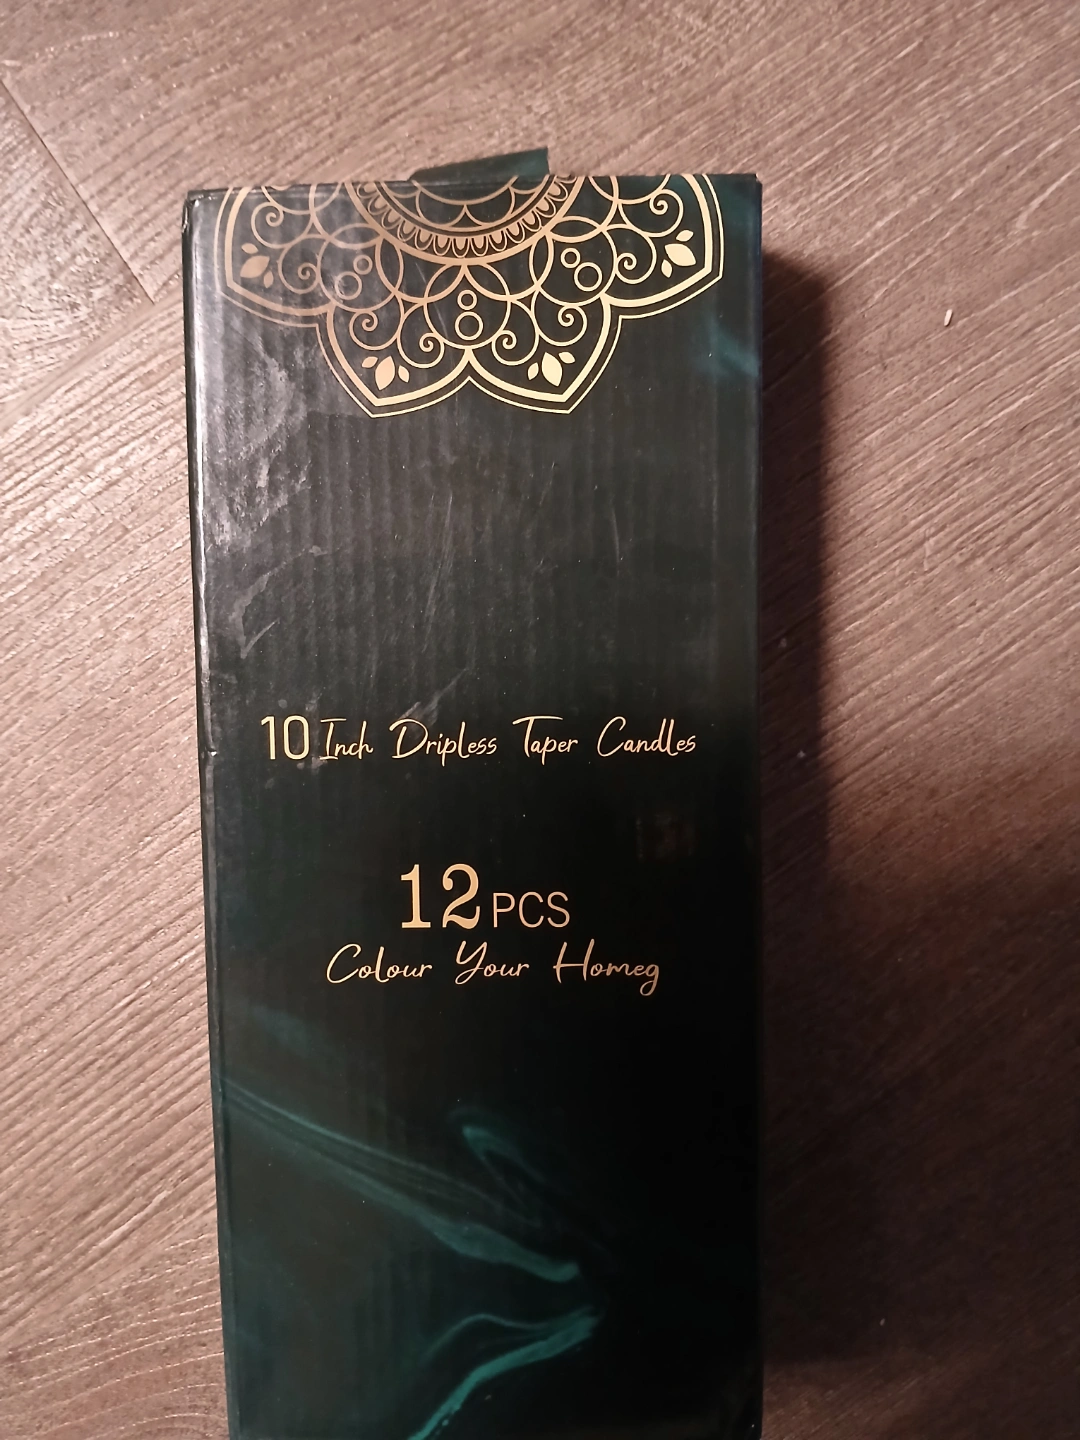 10 Inch Dripless Taper Candles
12 PCS
Colour Your Homeg